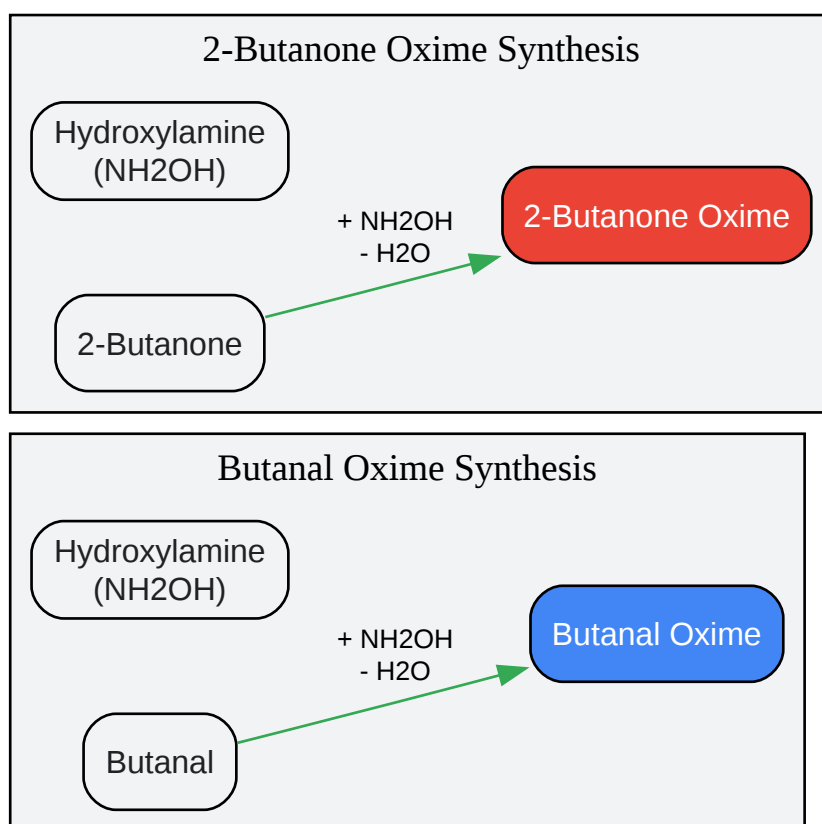 2-Butanone Oxime Synthesis
Hydroxylamine
(NH2OH)
+ NH2OH
- H2O
2-Butanone Oxime
2-Butanone
Butanal Oxime Synthesis
Hydroxylamine
(NH2OH)
+ NH2OH
- H2O
Butanal Oxime
Butanal